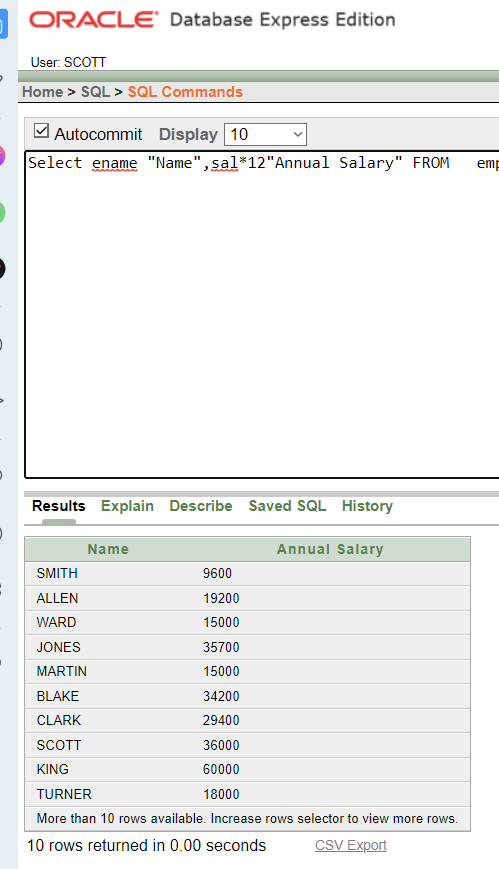 ORACLE Database Express Edition
User: SCOTT
Home > SQL > SQL Commands
Autocommit Display 10
Select ename "Name",sal*12"Annual Salary" FROM emp
Results Explain Describe Saved SQL History
Name Annual Salary
SMITH 9600
ALLEN 19200
WARD 15000
JONES 35700
MARTIN 15000
BLAKE 34200
CLARK 29400
SCOTT 36000
KING 60000
TURNER 18000
More than 10 rows available. Increase rows selector to view more rows.
10 rows returned in 0.00 seconds CSV Export